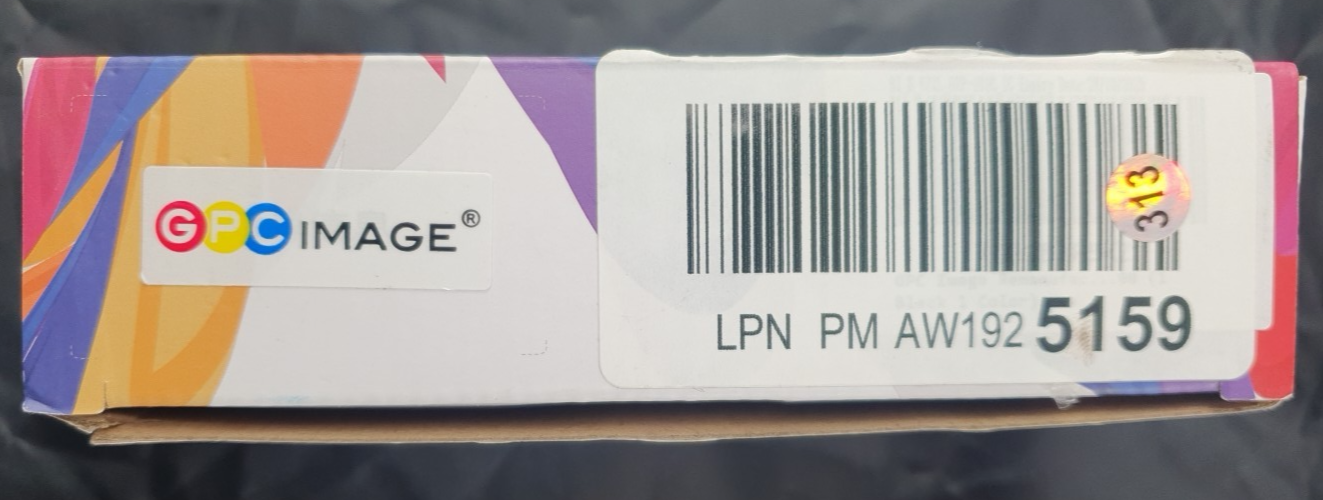 GPC IMAGE®
313
LPN PM AW192 5159